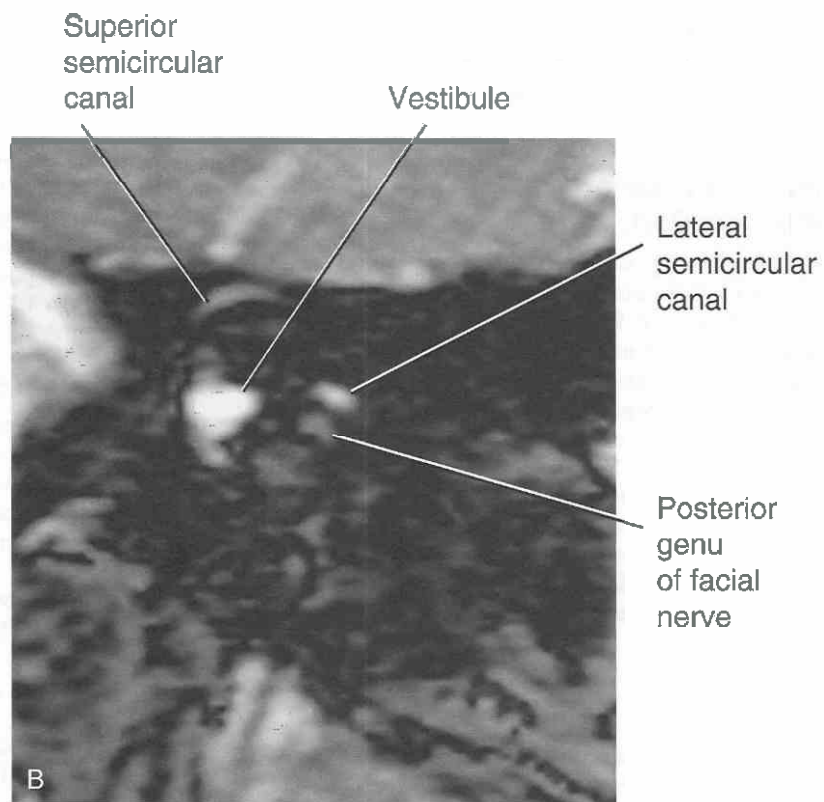 Superior
semicircular
canal
Vestibule
Lateral
semicircular
canal
Posterior
genu
of facial
nerve
B